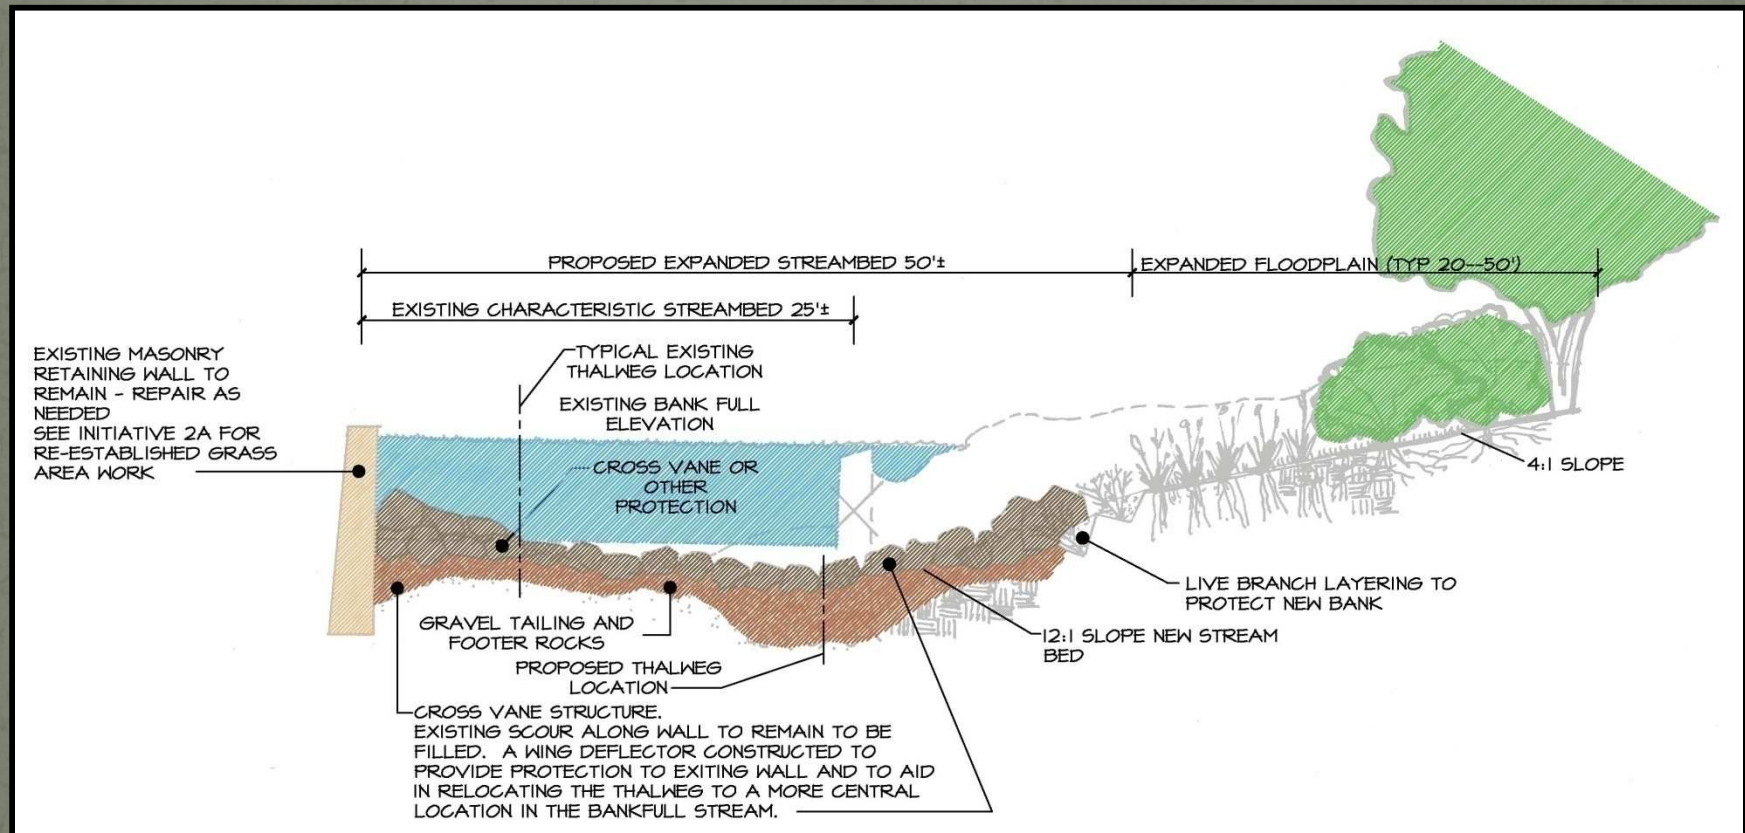 PROPOSED EXPANDED STREAMBED 50'±
EXPANDED FLOODPLAIN (TYP 20--50')
EXISTING CHARACTERISTIC STREAMBED 25'±
EXISTING MASONRY
RETAINING WALL TO
REMAIN - REPAIR AS
NEEDED
SEE INITIATIVE 2A FOR
RE-ESTABLISHED GRASS
AREA WORK
TYPICAL EXISTING
THALWEG LOCATION
EXISTING BANK FULL
ELEVATION
CROSS VANE OR
OTHER
PROTECTION
4:1 SLOPE
LIVE BRANCH LAYERING TO
PROTECT NEW BANK
12:1 SLOPE NEW STREAM
BED
GRAVEL TAILING AND
FOOTER ROCKS
PROPOSED THALWEG
LOCATION
CROSS VANE STRUCTURE.
EXISTING SCOUR ALONG WALL TO REMAIN TO BE
FILLED. A WING DEFLECTOR CONSTRUCTED TO
PROVIDE PROTECTION TO EXITING WALL AND TO AID
IN RELOCATING THE THALWEG TO A MORE CENTRAL
LOCATION IN THE BANKFULL STREAM.